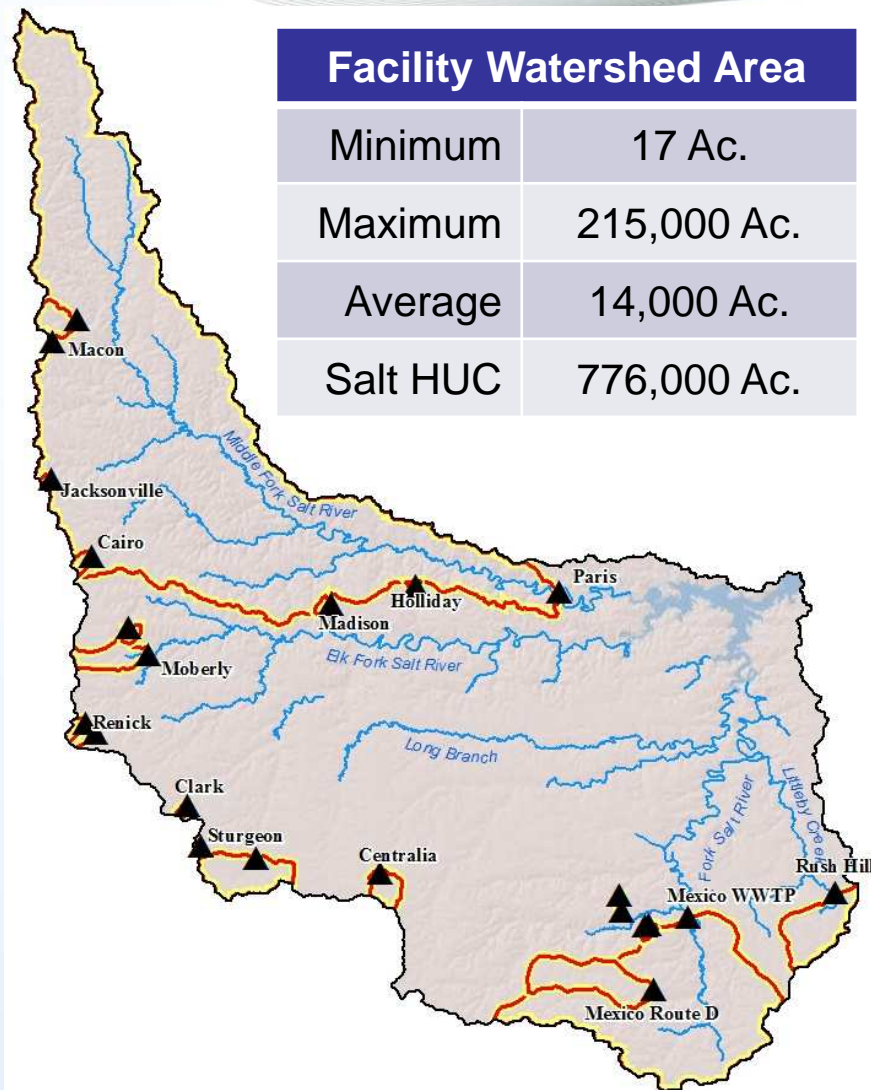 Facility Watershed Area
Minimum 17 Ac.
Maximum 215,000 Ac.
Average 14,000 Ac.
Salt HUC 776,000 Ac.
Macon
Middle Fork Salt River
Jacksonville
Cairo
Paris
Holliday
Madison
Moberly
Elk Fork Salt River
Renick
Long Branch
Clark
Sturgeon
Centralia
Fork Salt River
Littleby Creek
Rush Hill
Mexico WWTP
Mexico Route D